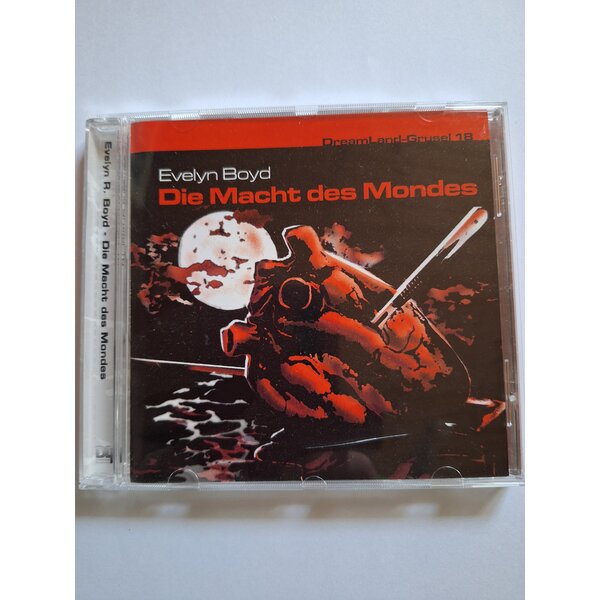 DreamLand-Grusel 18
Evelyn Boyd
Die Macht des Mondes
Evelyn R. Boyd - Die Macht des Mondes